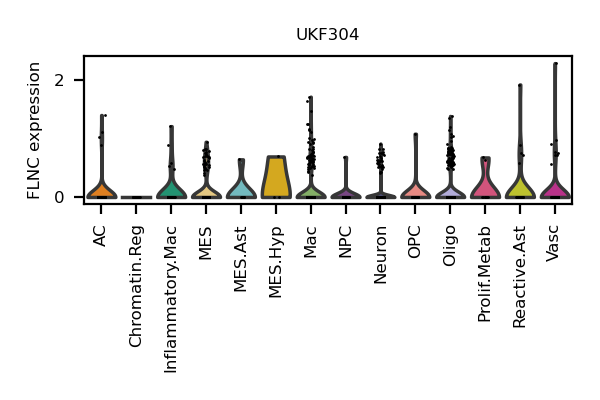 UKF304
FLNC expression
2
0
AC
Chromatin.Reg
Inflammatory.Mac
MES
MES.Ast
MES.Hyp
Mac
NPC
Neuron
OPC
Oligo
Prolif.Metab
Reactive.Ast
Vasc